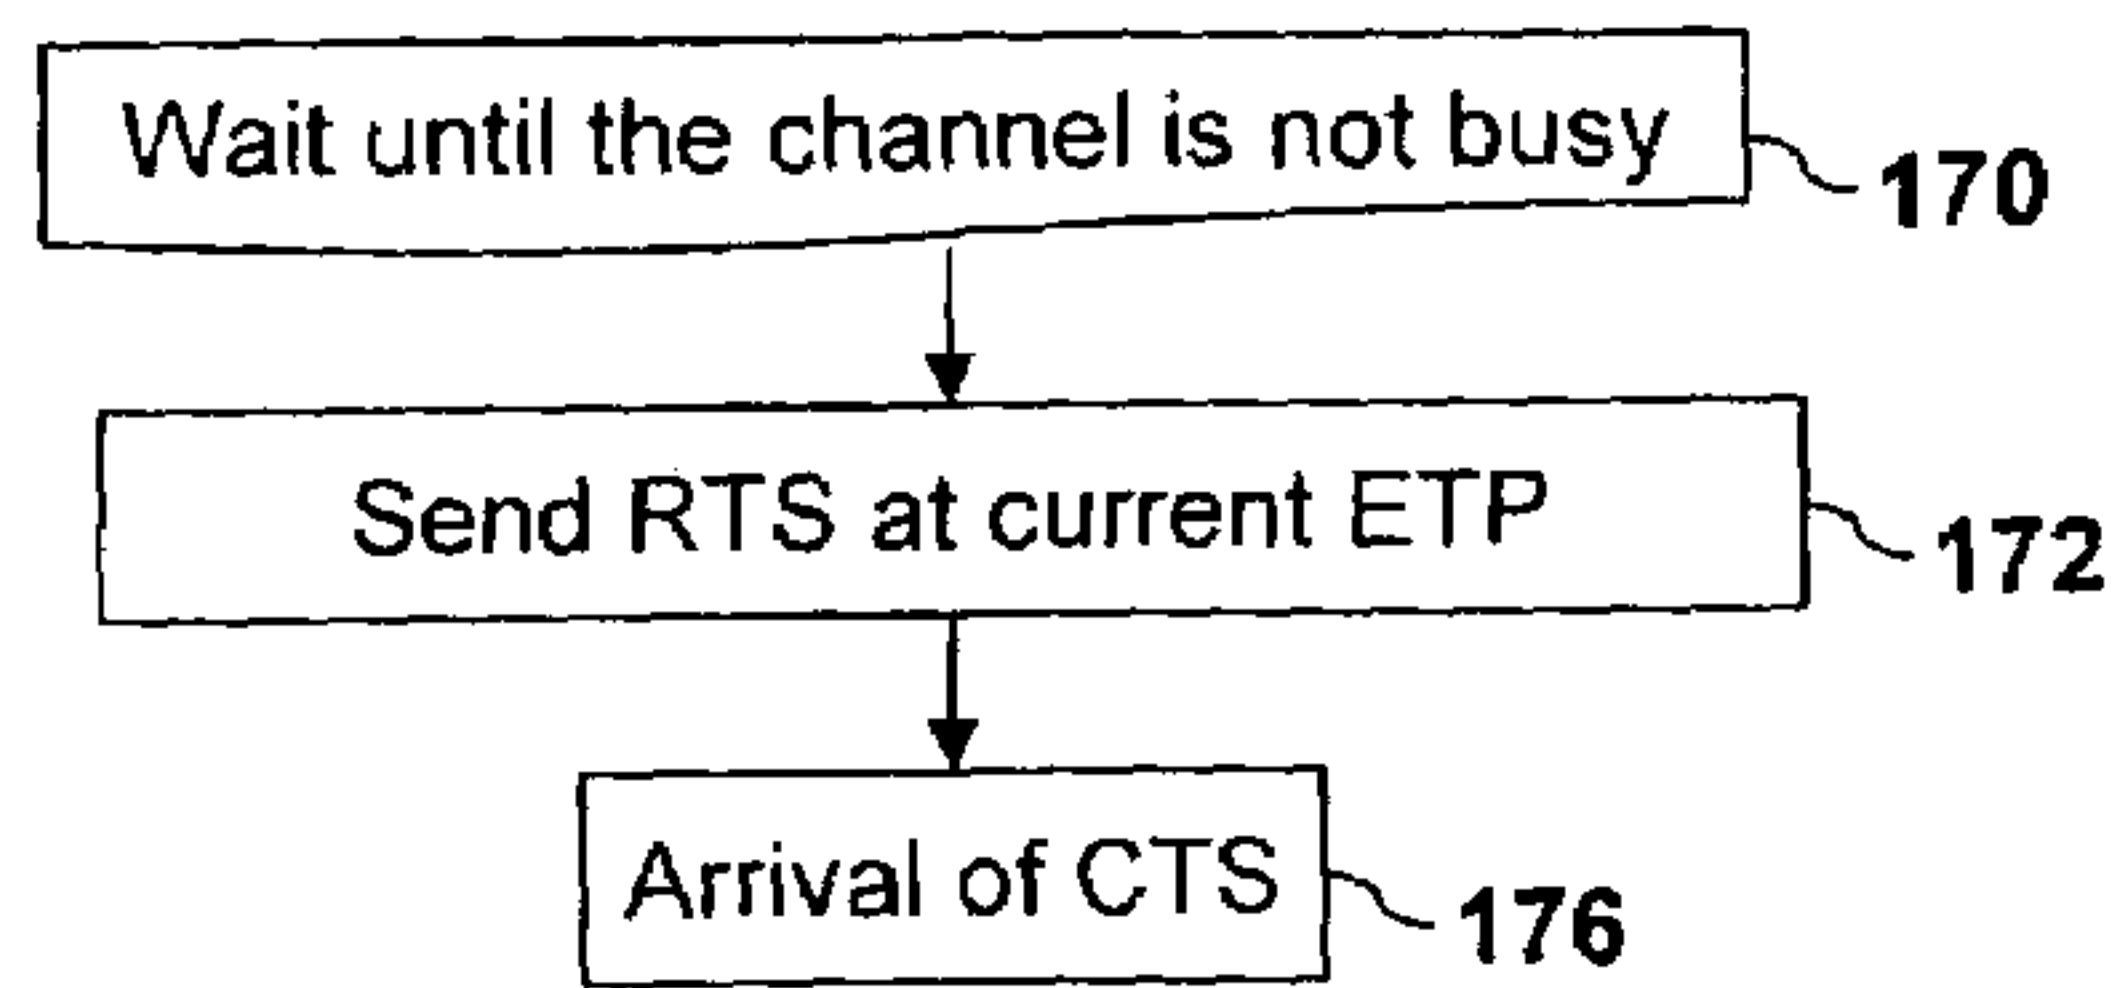 Wait until the channel is not busy
170
Send RTS at current ETP
172
Arrival of CTS
176